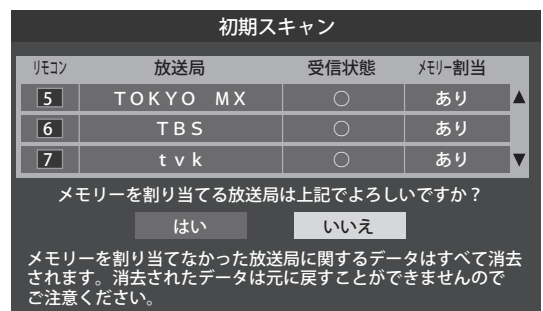 初期スキャン
リモコン 放送局 受信状態 メモリー割当
5 TOKYO MX ○ あり ▲
6 TBS ○ あり
7 tvk ○ あり ▼
メモリーを割り当てる放送局は上記でよろしいですか？
はい いいえ
メモリーを割り当てなかった放送局に関するデータはすべて消去
されます。消去されたデータは元に戻すことができませんので
ご注意ください。